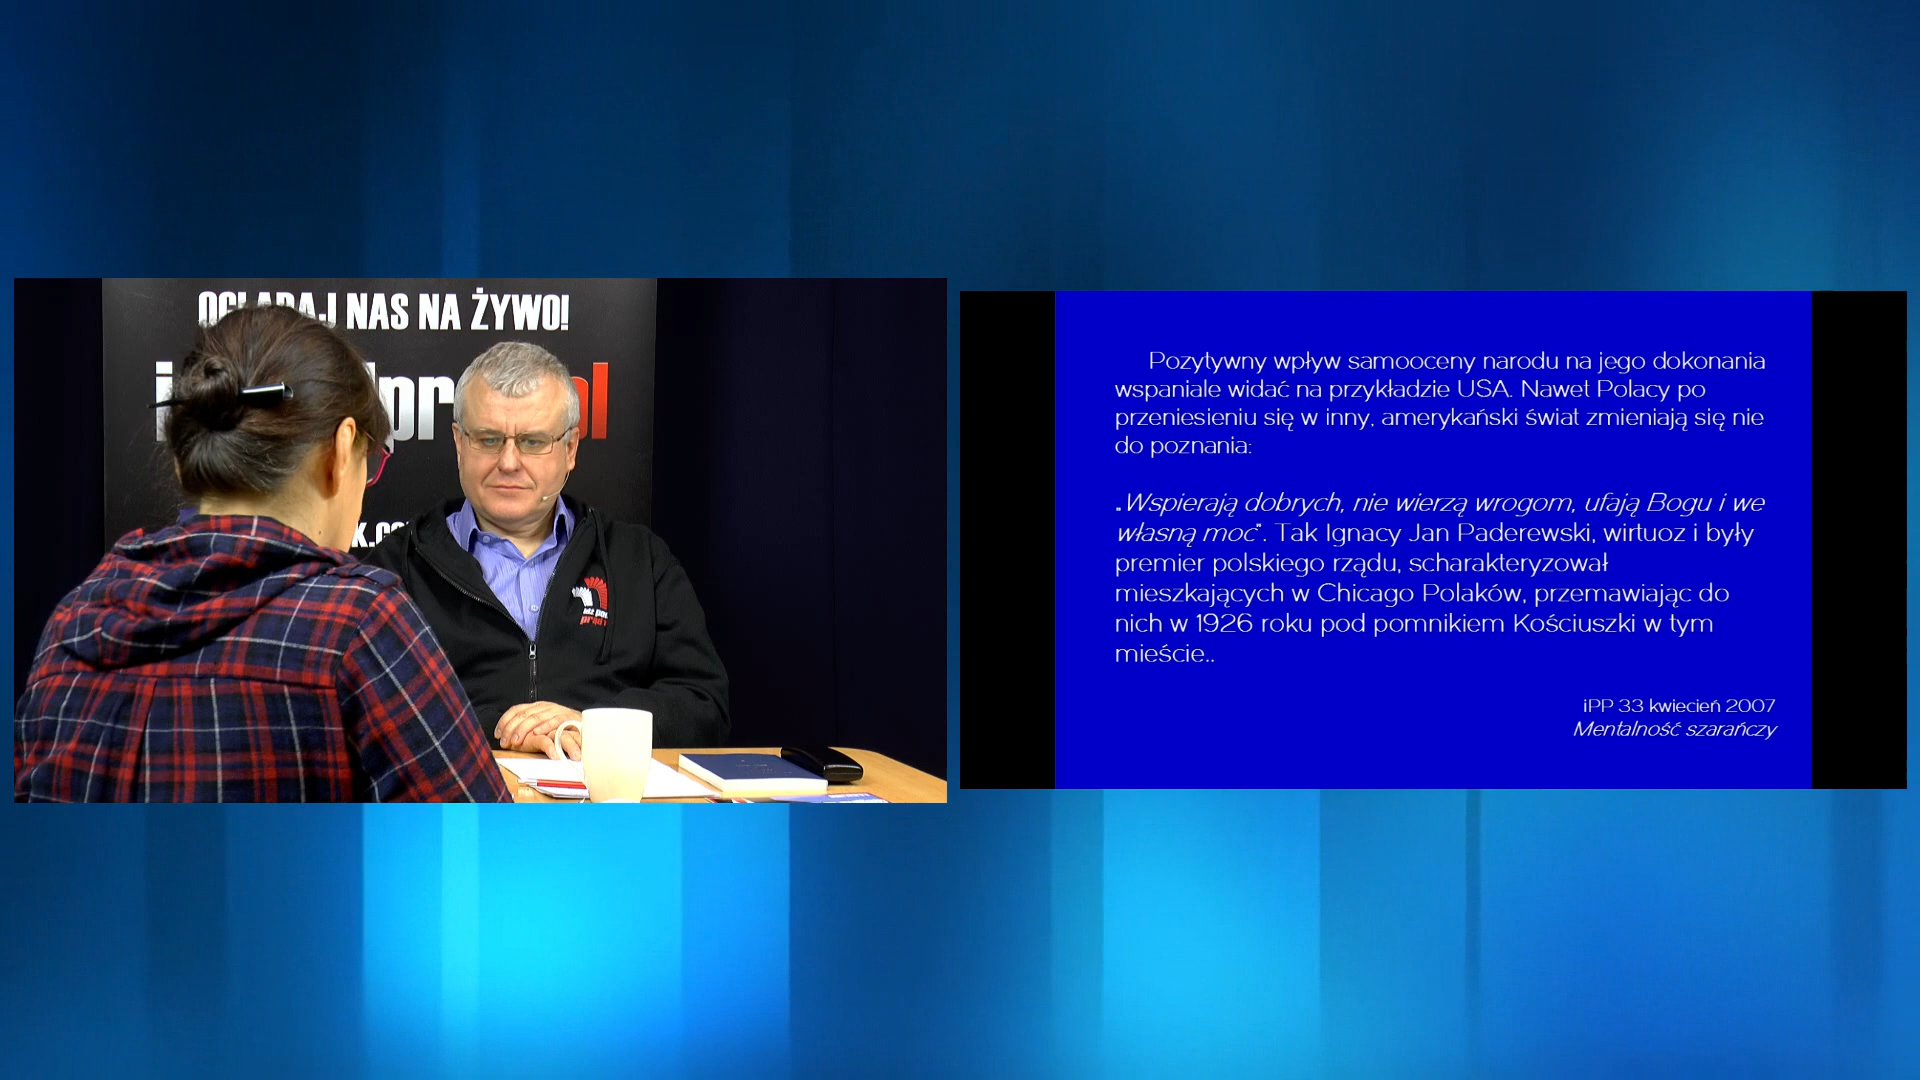 NAS NA ŻYWO!
Pozytywny wpływ samooceny narodu na jego dokonania
wspaniale widać na przykładzie USA. Nawet Polacy po
przeniesieniu się w inny, amerykański świat zmieniają się nie
do poznania:
„Wspierają dobrych, nie wierzą wrogom, ufają Bogu i we
własną moc”. Tak Ignacy Jan Paderewski, wirtuoz i były
premier polskiego rządu, scharakteryzował
mieszkających w Chicago Polaków, przemawiając do
nich w 1926 roku pod pomnikiem Kościuszki w tym
mieście..
iPP 33 kwiecień 2007
Mentalność szarańczy